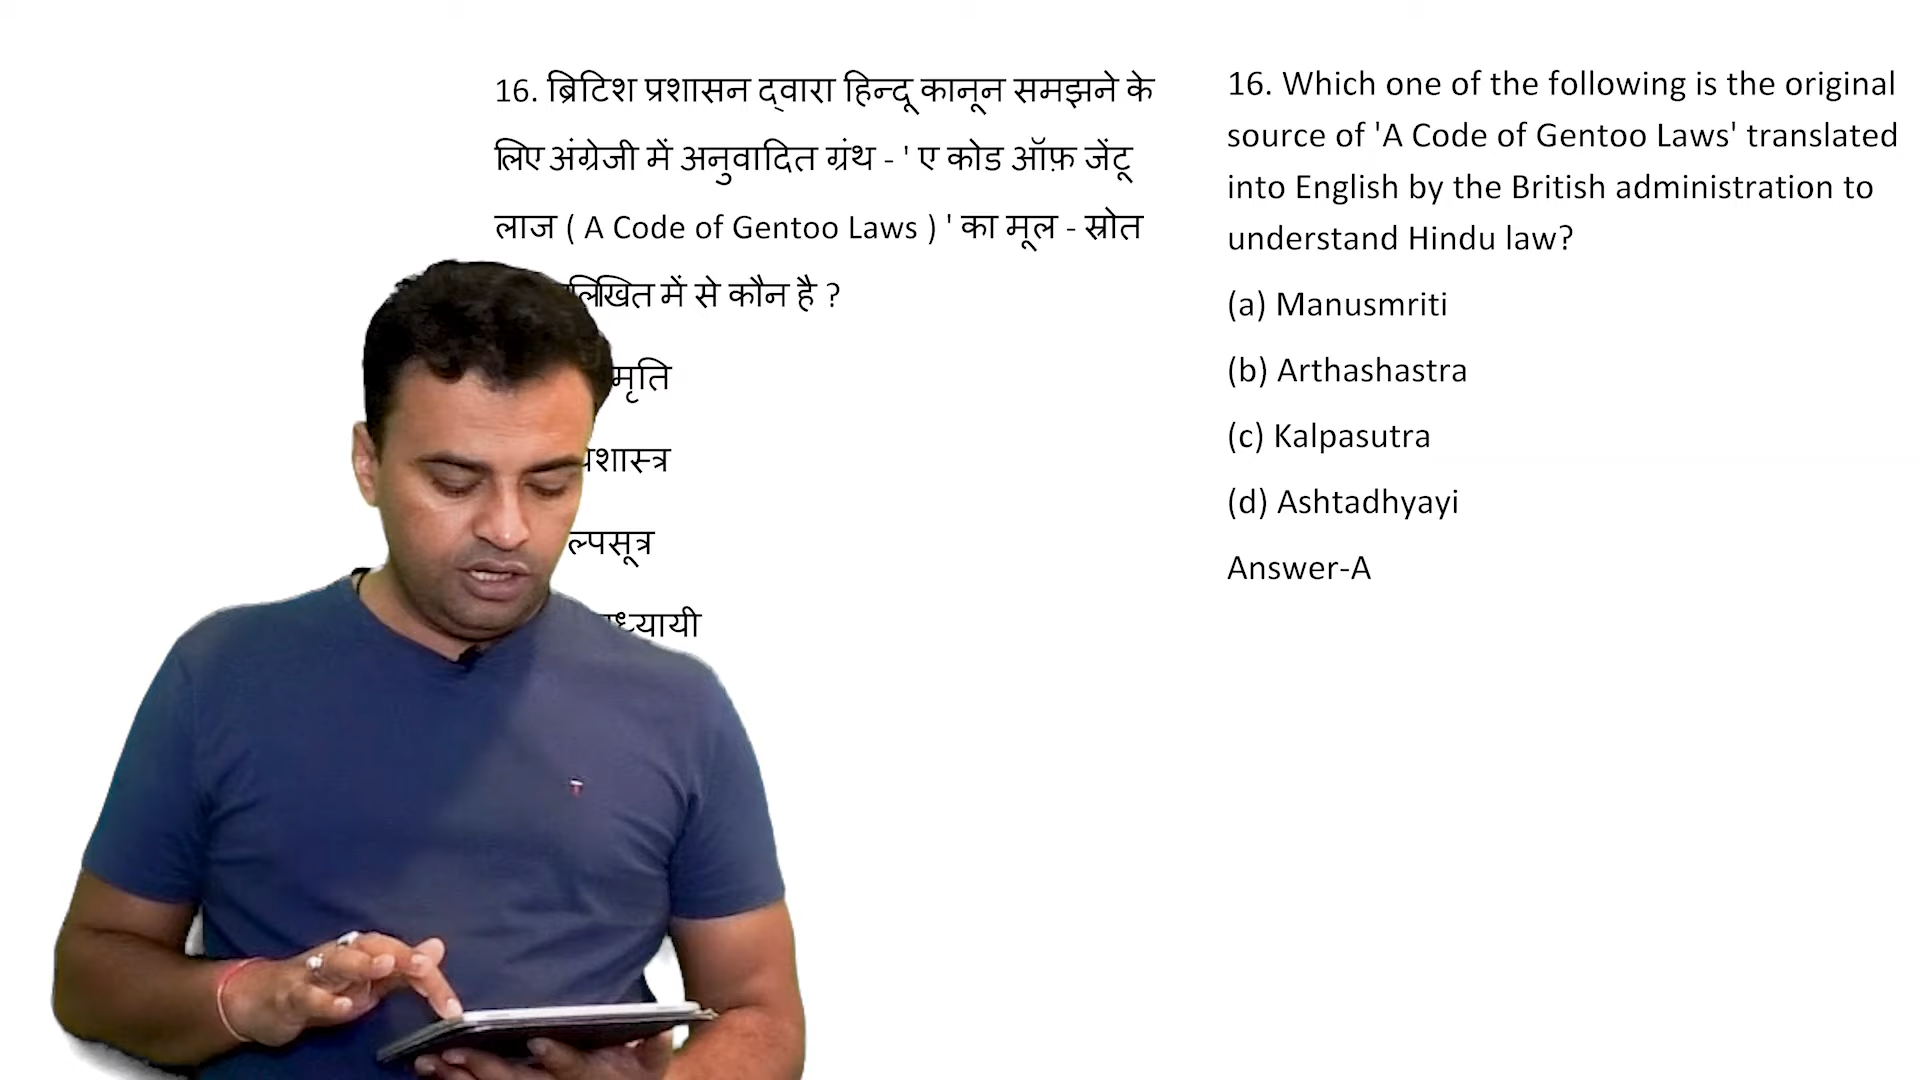 16. ब्रिटिश प्रशासन द्वारा हिन्दू कानून समझने के
लिए अंग्रेजी में अनुवादित ग्रंथ - ' ए कोड ऑफ़ जेंटू
लाज ( A Code of Gentoo Laws ) ' का मूल - स्रोत
में से कौन है ?
16. Which one of the following is the original
source of 'A Code of Gentoo Laws' translated
into English by the British administration to
understand Hindu law?
(a) Manusmriti
(b) Arthashastra
(c) Kalpasutra
(d) Ashtadhyayi
Answer-A